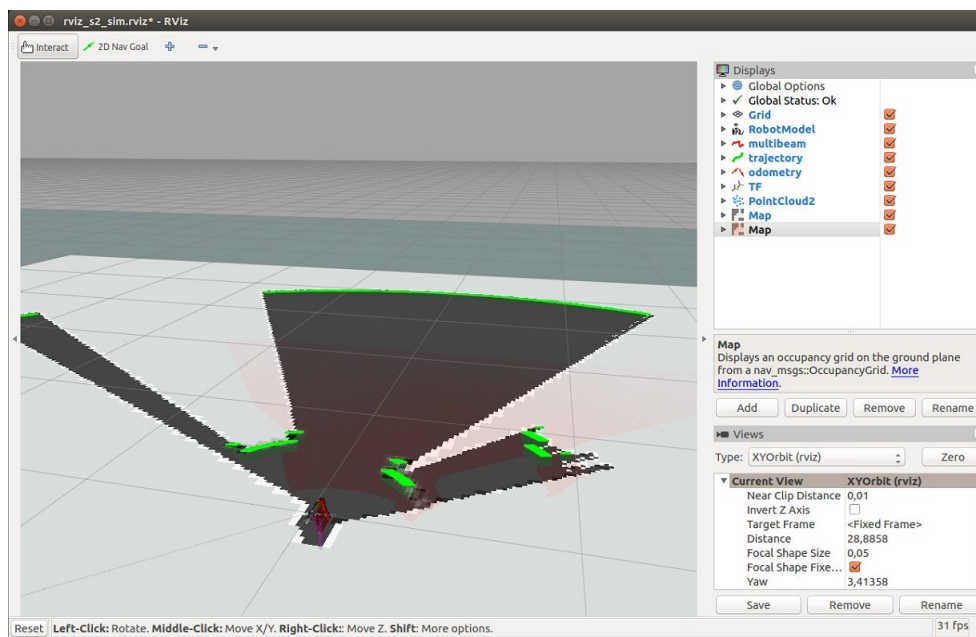 rviz_s2_sim.rviz* - RViz
Interact 2D Nav Goal
Displays
Global Options
Global Status: Ok
Grid
RobotModel
multibeam
trajectory
odometry
TF
PointCloud2
Map
Map
Map
Displays an occupancy grid on the ground plane
from a nav_msgs::OccupancyGrid. More
Information.
Add Duplicate Remove Rename
Views
Type: XYOrbit (rviz) Zero
Current View XYOrbit (rviz)
Near Clip Distance 0,01
Invert Z Axis
Target Frame <Fixed Frame>
Distance 28,8858
Focal Shape Size 0,05
Focal Shape Fixe...
Yaw 3,41358
Save Remove Rename
Reset Left-Click: Rotate. Middle-Click: Move X/Y. Right-Click:: Move Z. Shift: More options. 31 fps